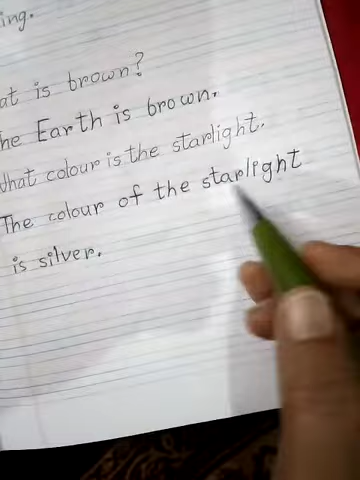 ing.
at is brown?
he Earth is brown.
What colour is the starlight.
The colour of the starlight
is silver.